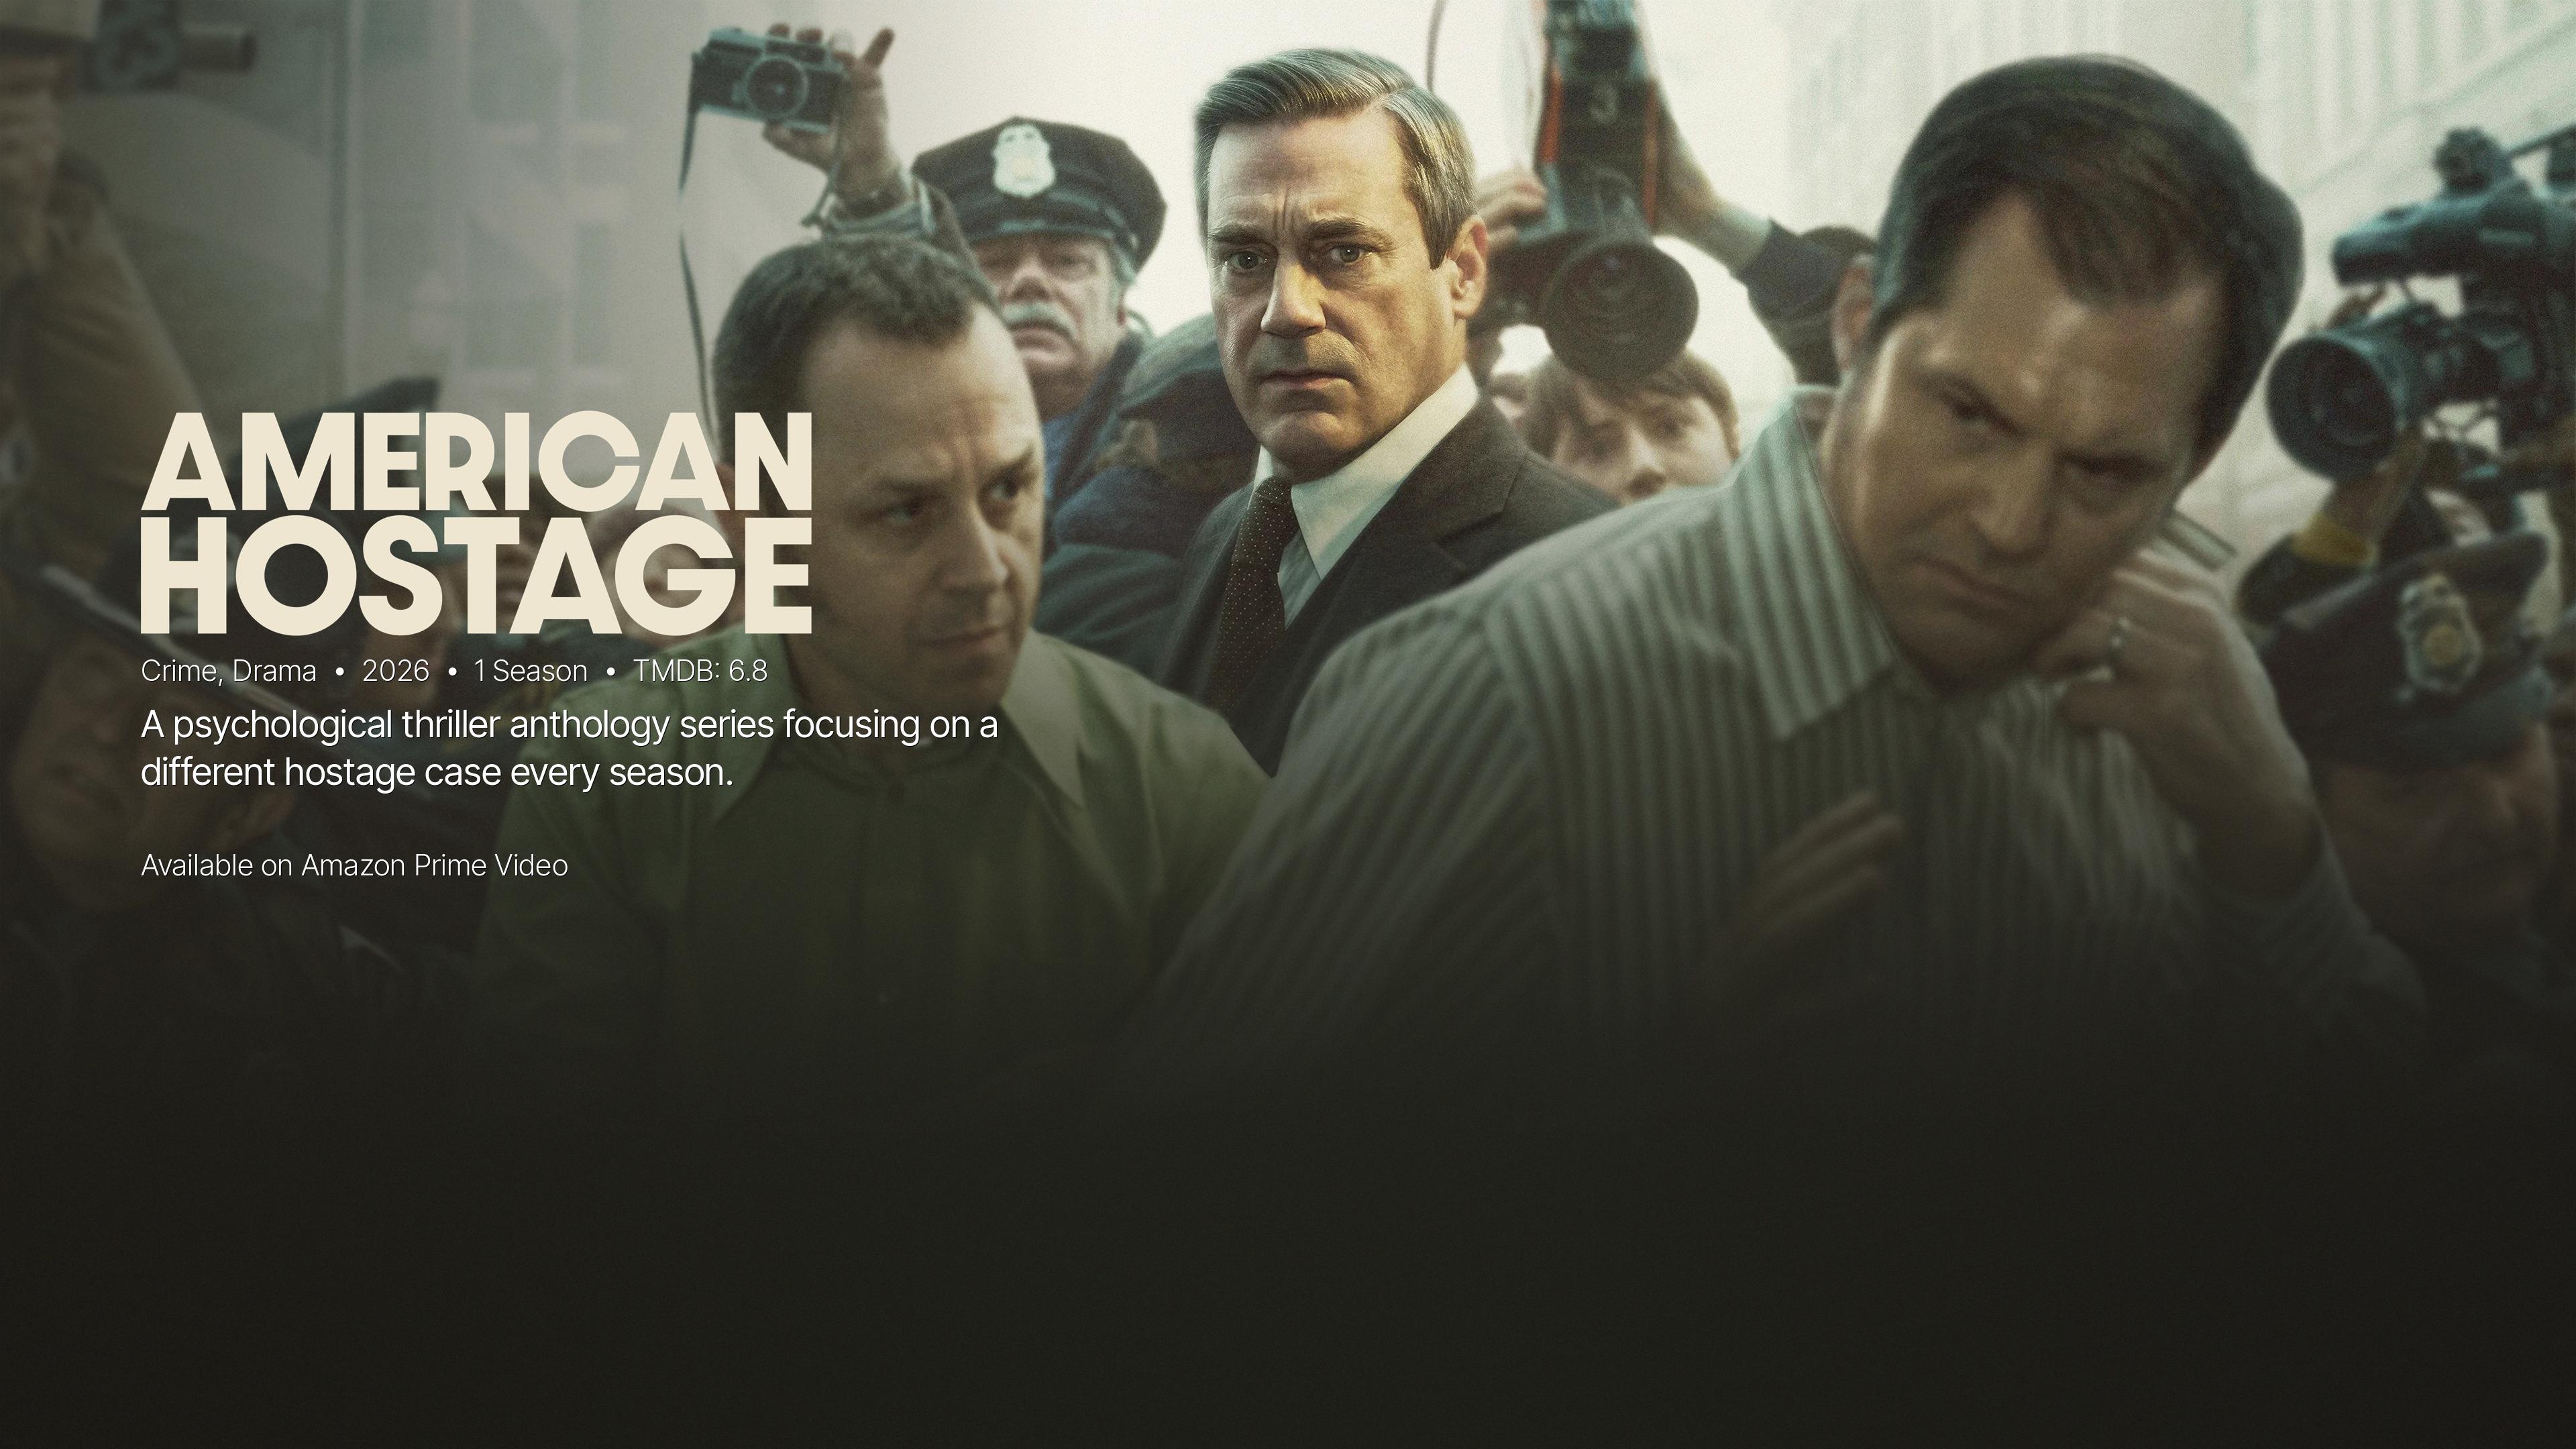 AMERICAN
HOSTAGE
Crime, Drama • 2026 • 1 Season • TMDB: 6.8
A psychological thriller anthology series focusing on a
different hostage case every season.
Available on Amazon Prime Video
3